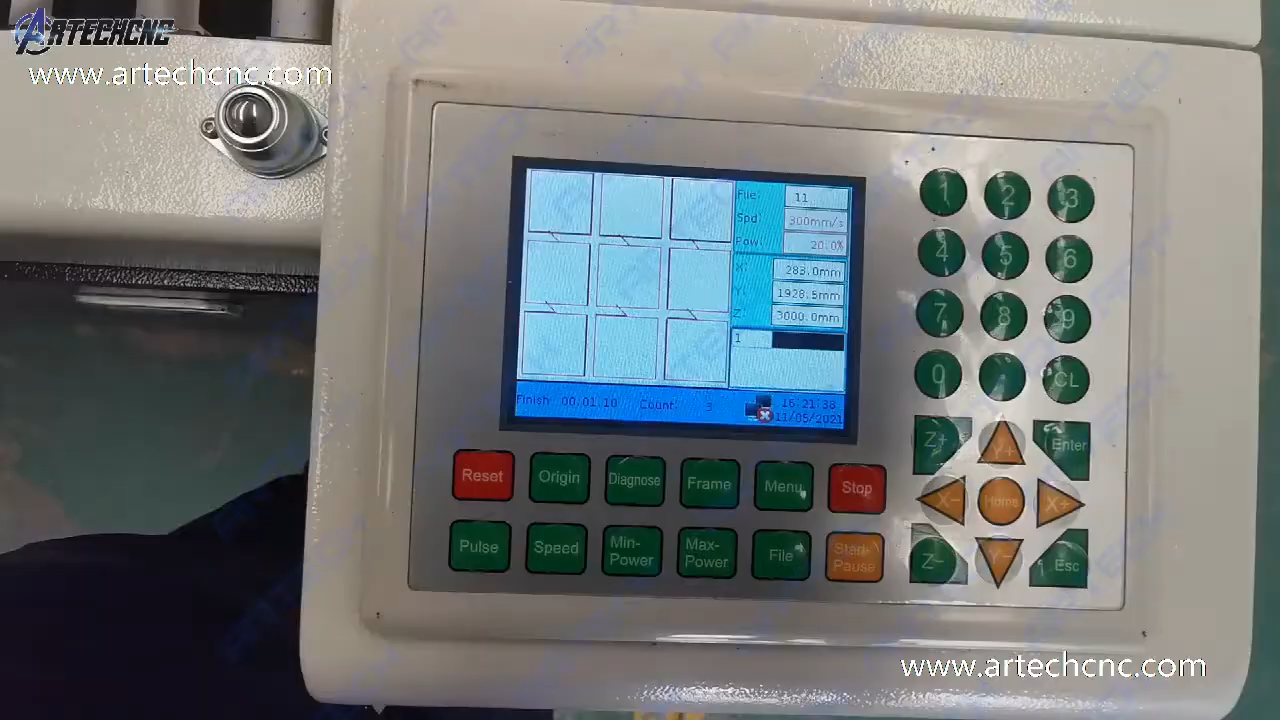 ARTECHCNC
www.artechcnc.com
File: 11
Spd: 300mm/s
Pow: 20.0%
X: 283.0mm
Y: 1928.5mm
Z: 3000.0mm
1
Finish: 00:01:10 Count: 3 16:21:38
11/05/2021
1 2 3
4 5 6
7 8 9
0 CL
Z+ Y+ Enter
X- Home X+
Z- Y- Esc
Reset Origin Diagnose Frame Menu Stop
Pulse Speed Min-Power Max-Power File Start-Pause
www.artechcnc.com